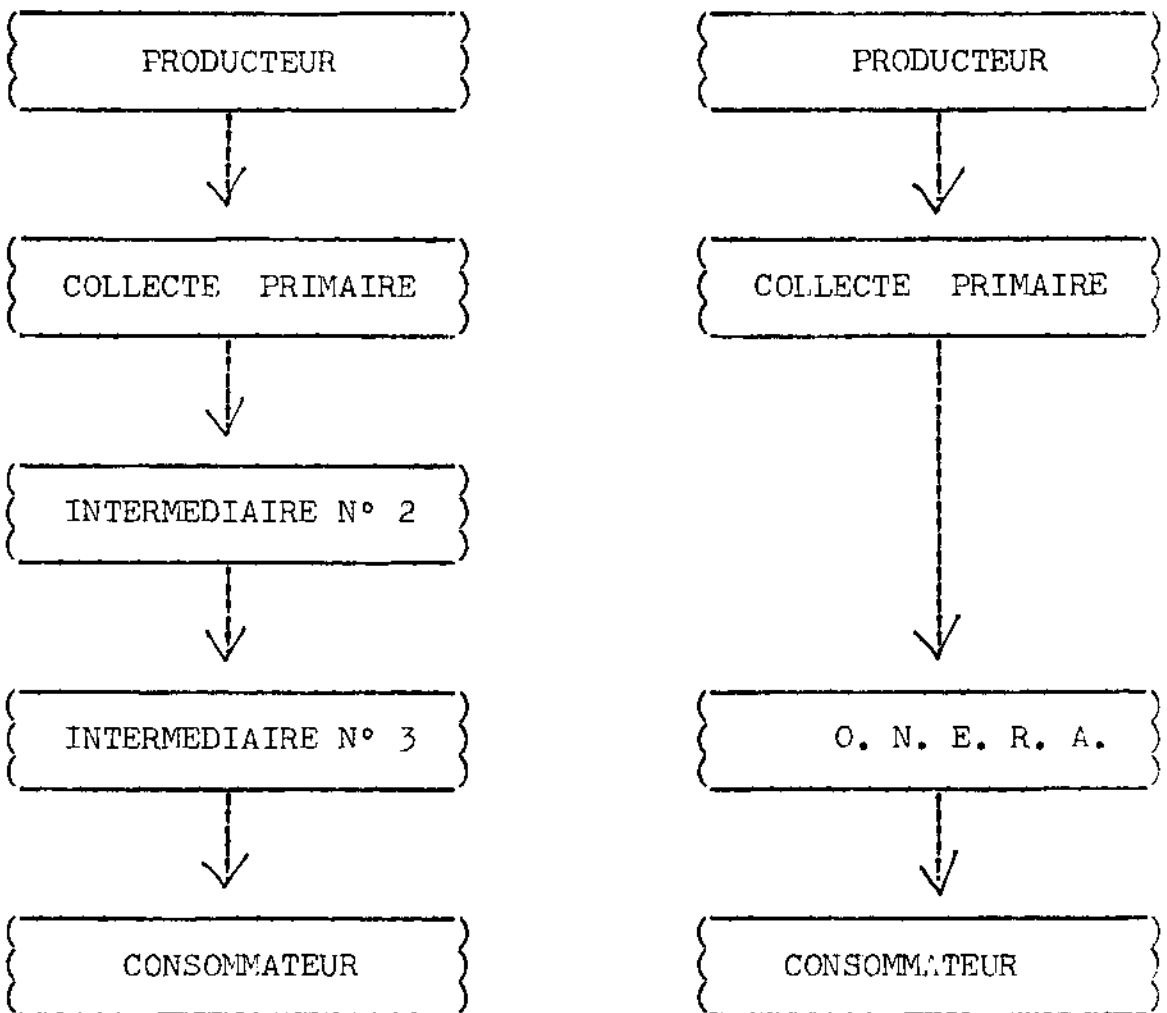 PRODUCTEUR
COLLECTE PRIMAIRE
INTERMEDIAIRE N° 2
INTERMEDIAIRE N° 3
CONSOMMATEUR
PRODUCTEUR
COLLECTE PRIMAIRE
O. N. E. R. A.
CONSOMMATEUR